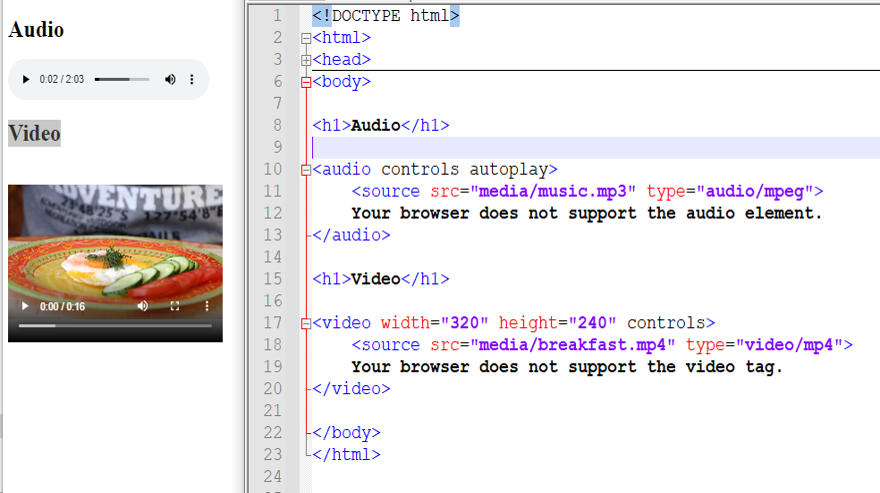 Audio
0:02 / 2:03
Video
VENTURE
23°48'25"S 127°54'8"E
0:00 / 0:16
1 <!DOCTYPE html>
2 <html>
3 <head>
6 <body>
7
8 <h1>Audio</h1>
9
10 <audio controls autoplay>
11 <source src="media/music.mp3" type="audio/mpeg">
12 Your browser does not support the audio element.
13 </audio>
14
15 <h1>Video</h1>
16
17 <video width="320" height="240" controls>
18 <source src="media/breakfast.mp4" type="video/mp4">
19 Your browser does not support the video tag.
20 </video>
21
22 </body>
23 </html>
24